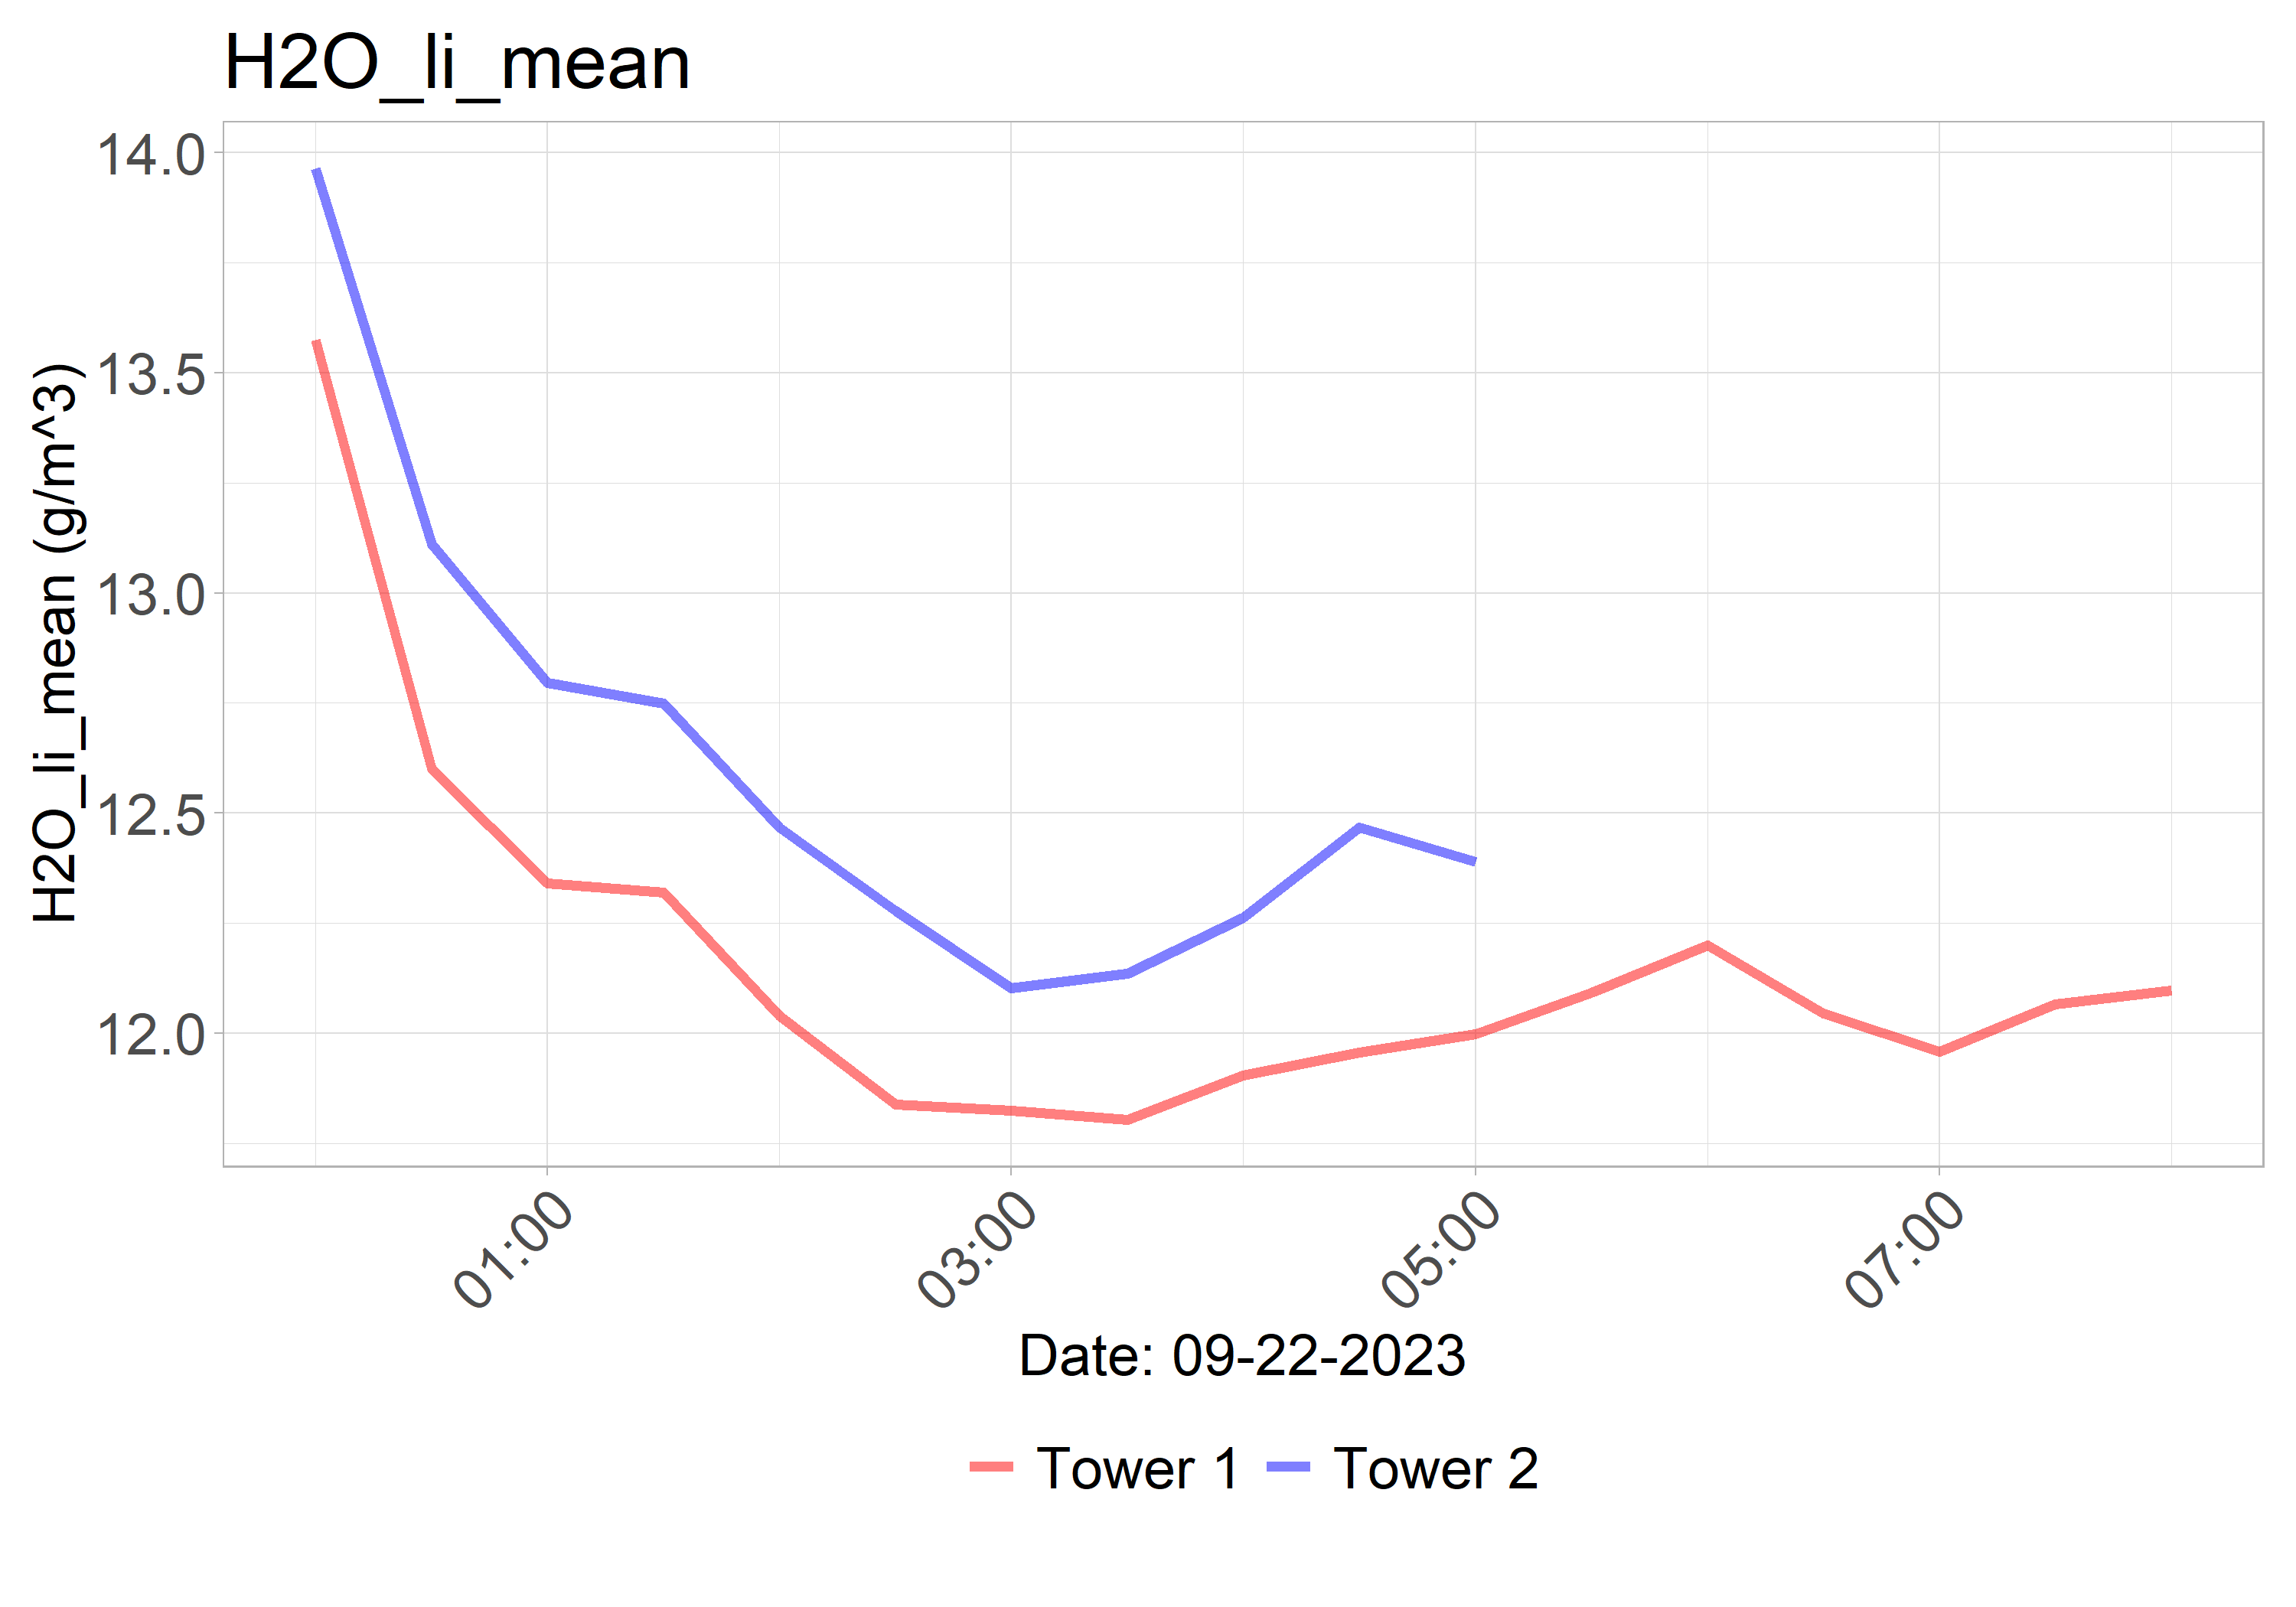 H2O_li_mean
H2O_li_mean (g/m^3)
14.0
13.5
13.0
12.5
12.0
01:00
03:00
05:00
07:00
Date: 09-22-2023
Tower 1
Tower 2